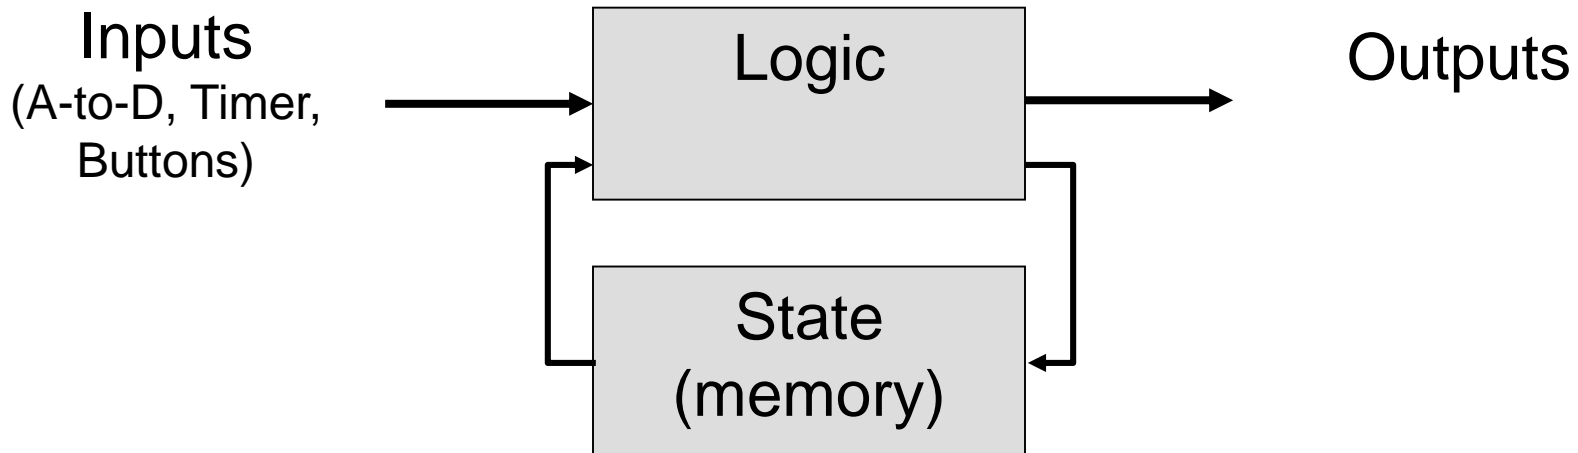 Inputs
(A-to-D, Timer,
Buttons)
Logic
Outputs
State
(memory)